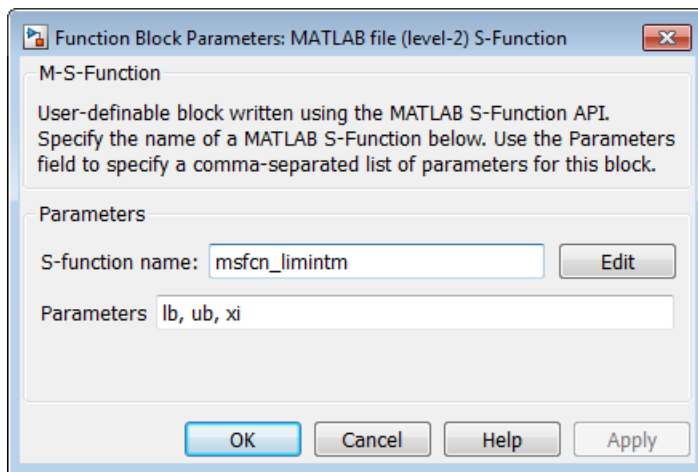 Function Block Parameters: MATLAB file (level-2) S-Function
M-S-Function
User-definable block written using the MATLAB S-Function API.
Specify the name of a MATLAB S-Function below. Use the Parameters
field to specify a comma-separated list of parameters for this block.
Parameters
S-function name: msfcn_limintm Edit
Parameters lb, ub, xi
OK Cancel Help Apply